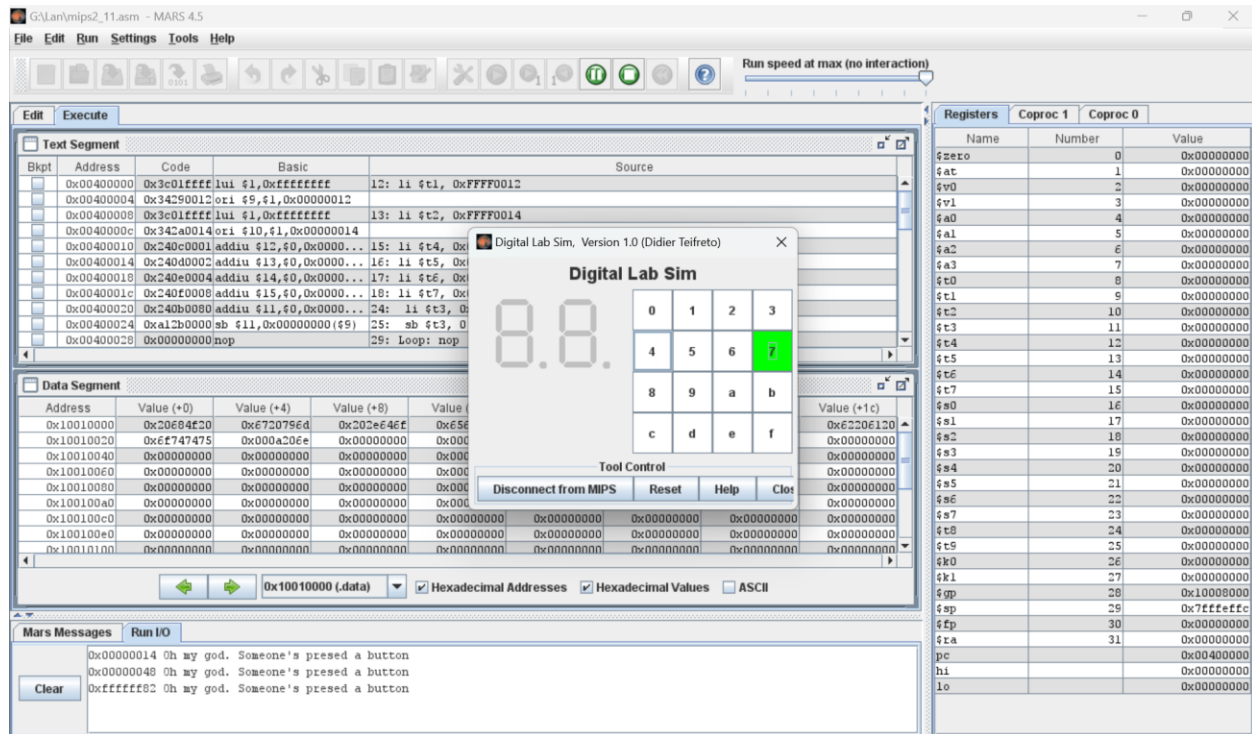 G:\Lan\mips2_11.asm - MARS 4.5
File Edit Run Settings Tools Help
Run speed at max (no interaction)
Edit Execute
Text Segment
Bkpt Address Code Basic Source
0x00400000 0x3c01ffff lui $1,0xffffffff 12: li $t1, 0xFFFF0012
0x00400004 0x34290012 ori $9,$1,0x00000012
0x00400008 0x3c01ffff lui $1,0xffffffff 13: li $t2, 0xFFFF0014
0x0040000c 0x342a0014 ori $10,$1,0x00000014
0x00400010 0x240c0001 addiu $12,$0,0x0000... 15: li $t4, 0x
0x00400014 0x240d0002 addiu $13,$0,0x0000... 16: li $t5, 0x
0x00400018 0x240e0004 addiu $14,$0,0x0000... 17: li $t6, 0x
0x0040001c 0x240f0008 addiu $15,$0,0x0000... 18: li $t7, 0x
0x00400020 0x240b0080 addiu $11,$0,0x0000... 24: li $t3, 0
0x00400024 0xa12b0000 sb $11,0x00000000($9) 25: sb $t3, 0
0x00400028 0x00000000 nop 29: Loop: nop
Data Segment
Address Value (+0) Value (+4) Value (+8) Value ( Value (+1c)
0x10010000 0x20684f20 0x6720796d 0x202e646f 0x656 0x62206120
0x10010020 0x6f747475 0x000a206e 0x00000000 0x000 0x00000000
0x10010040 0x00000000 0x00000000 0x00000000 0x000 0x00000000
0x10010060 0x00000000 0x00000000 0x00000000 0x000 0x00000000
0x10010080 0x00000000 0x00000000 0x00000000 0x000 0x00000000
0x100100a0 0x00000000 0x00000000 0x00000000 0x000 0x00000000
0x100100c0 0x00000000 0x00000000 0x00000000 0x00000000 0x00000000 0x00000000 0x00000000 0x00000000
0x100100e0 0x00000000 0x00000000 0x00000000 0x00000000 0x00000000 0x00000000 0x00000000 0x00000000
0x10010100 0x00000000 0x00000000 0x00000000 0x00000000 0x00000000 0x00000000 0x00000000 0x00000000
0x10010000 (.data) Hexadecimal Addresses Hexadecimal Values ASCII
Mars Messages Run I/O
0x00000014 Oh my god. Someone's presed a button
0x00000048 Oh my god. Someone's presed a button
0xffffff82 Oh my god. Someone's presed a button
Clear
Digital Lab Sim, Version 1.0 (Didier Teifreto)
Digital Lab Sim
8.8.
0 1 2 3
4 5 6 7
8 9 a b
c d e f
Tool Control
Disconnect from MIPS Reset Help Clos
Registers Coproc 1 Coproc 0
Name Number Value
$zero 0 0x00000000
$at 1 0x00000000
$v0 2 0x00000000
$v1 3 0x00000000
$a0 4 0x00000000
$a1 5 0x00000000
$a2 6 0x00000000
$a3 7 0x00000000
$t0 8 0x00000000
$t1 9 0x00000000
$t2 10 0x00000000
$t3 11 0x00000000
$t4 12 0x00000000
$t5 13 0x00000000
$t6 14 0x00000000
$t7 15 0x00000000
$s0 16 0x00000000
$s1 17 0x00000000
$s2 18 0x00000000
$s3 19 0x00000000
$s4 20 0x00000000
$s5 21 0x00000000
$s6 22 0x00000000
$s7 23 0x00000000
$t8 24 0x00000000
$t9 25 0x00000000
$k0 26 0x00000000
$k1 27 0x00000000
$gp 28 0x10008000
$sp 29 0x7fffeffc
$fp 30 0x00000000
$ra 31 0x00000000
pc 0x00400000
hi 0x00000000
lo 0x00000000